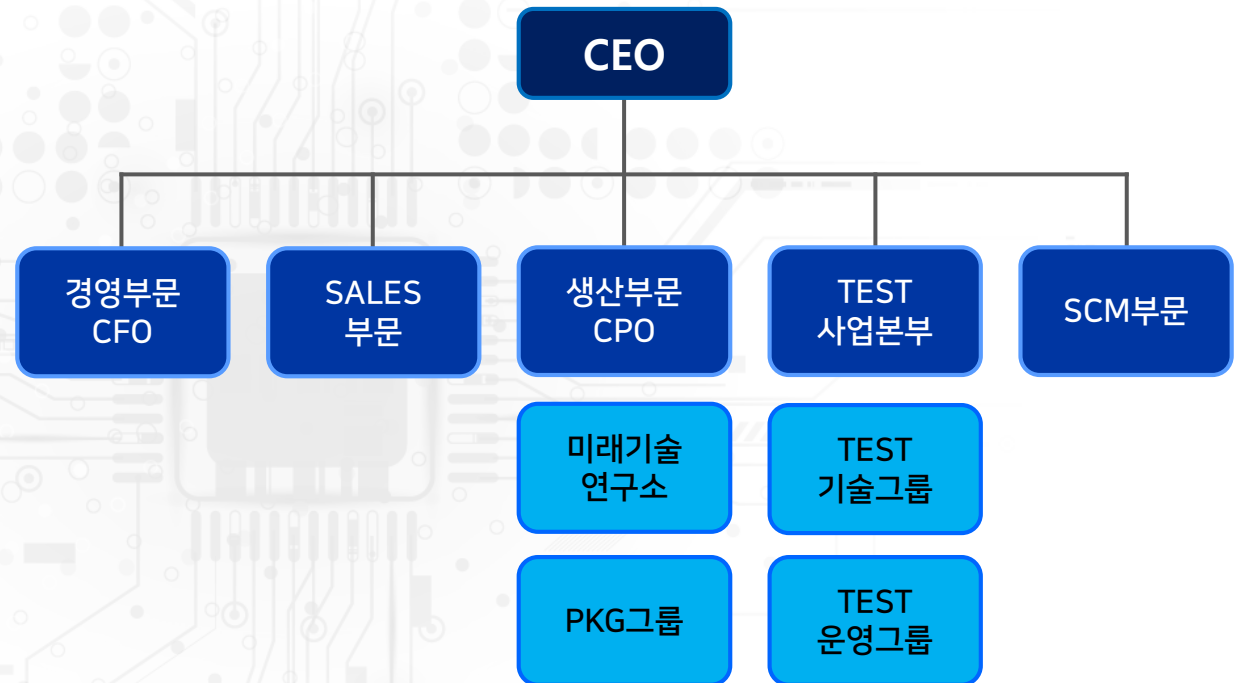 CEO
경영부문
CFO
SALES
부문
생산부문
CPO
TEST
사업본부
SCM부문
미래기술
연구소
TEST
기술그룹
PKG그룹
TEST
운영그룹